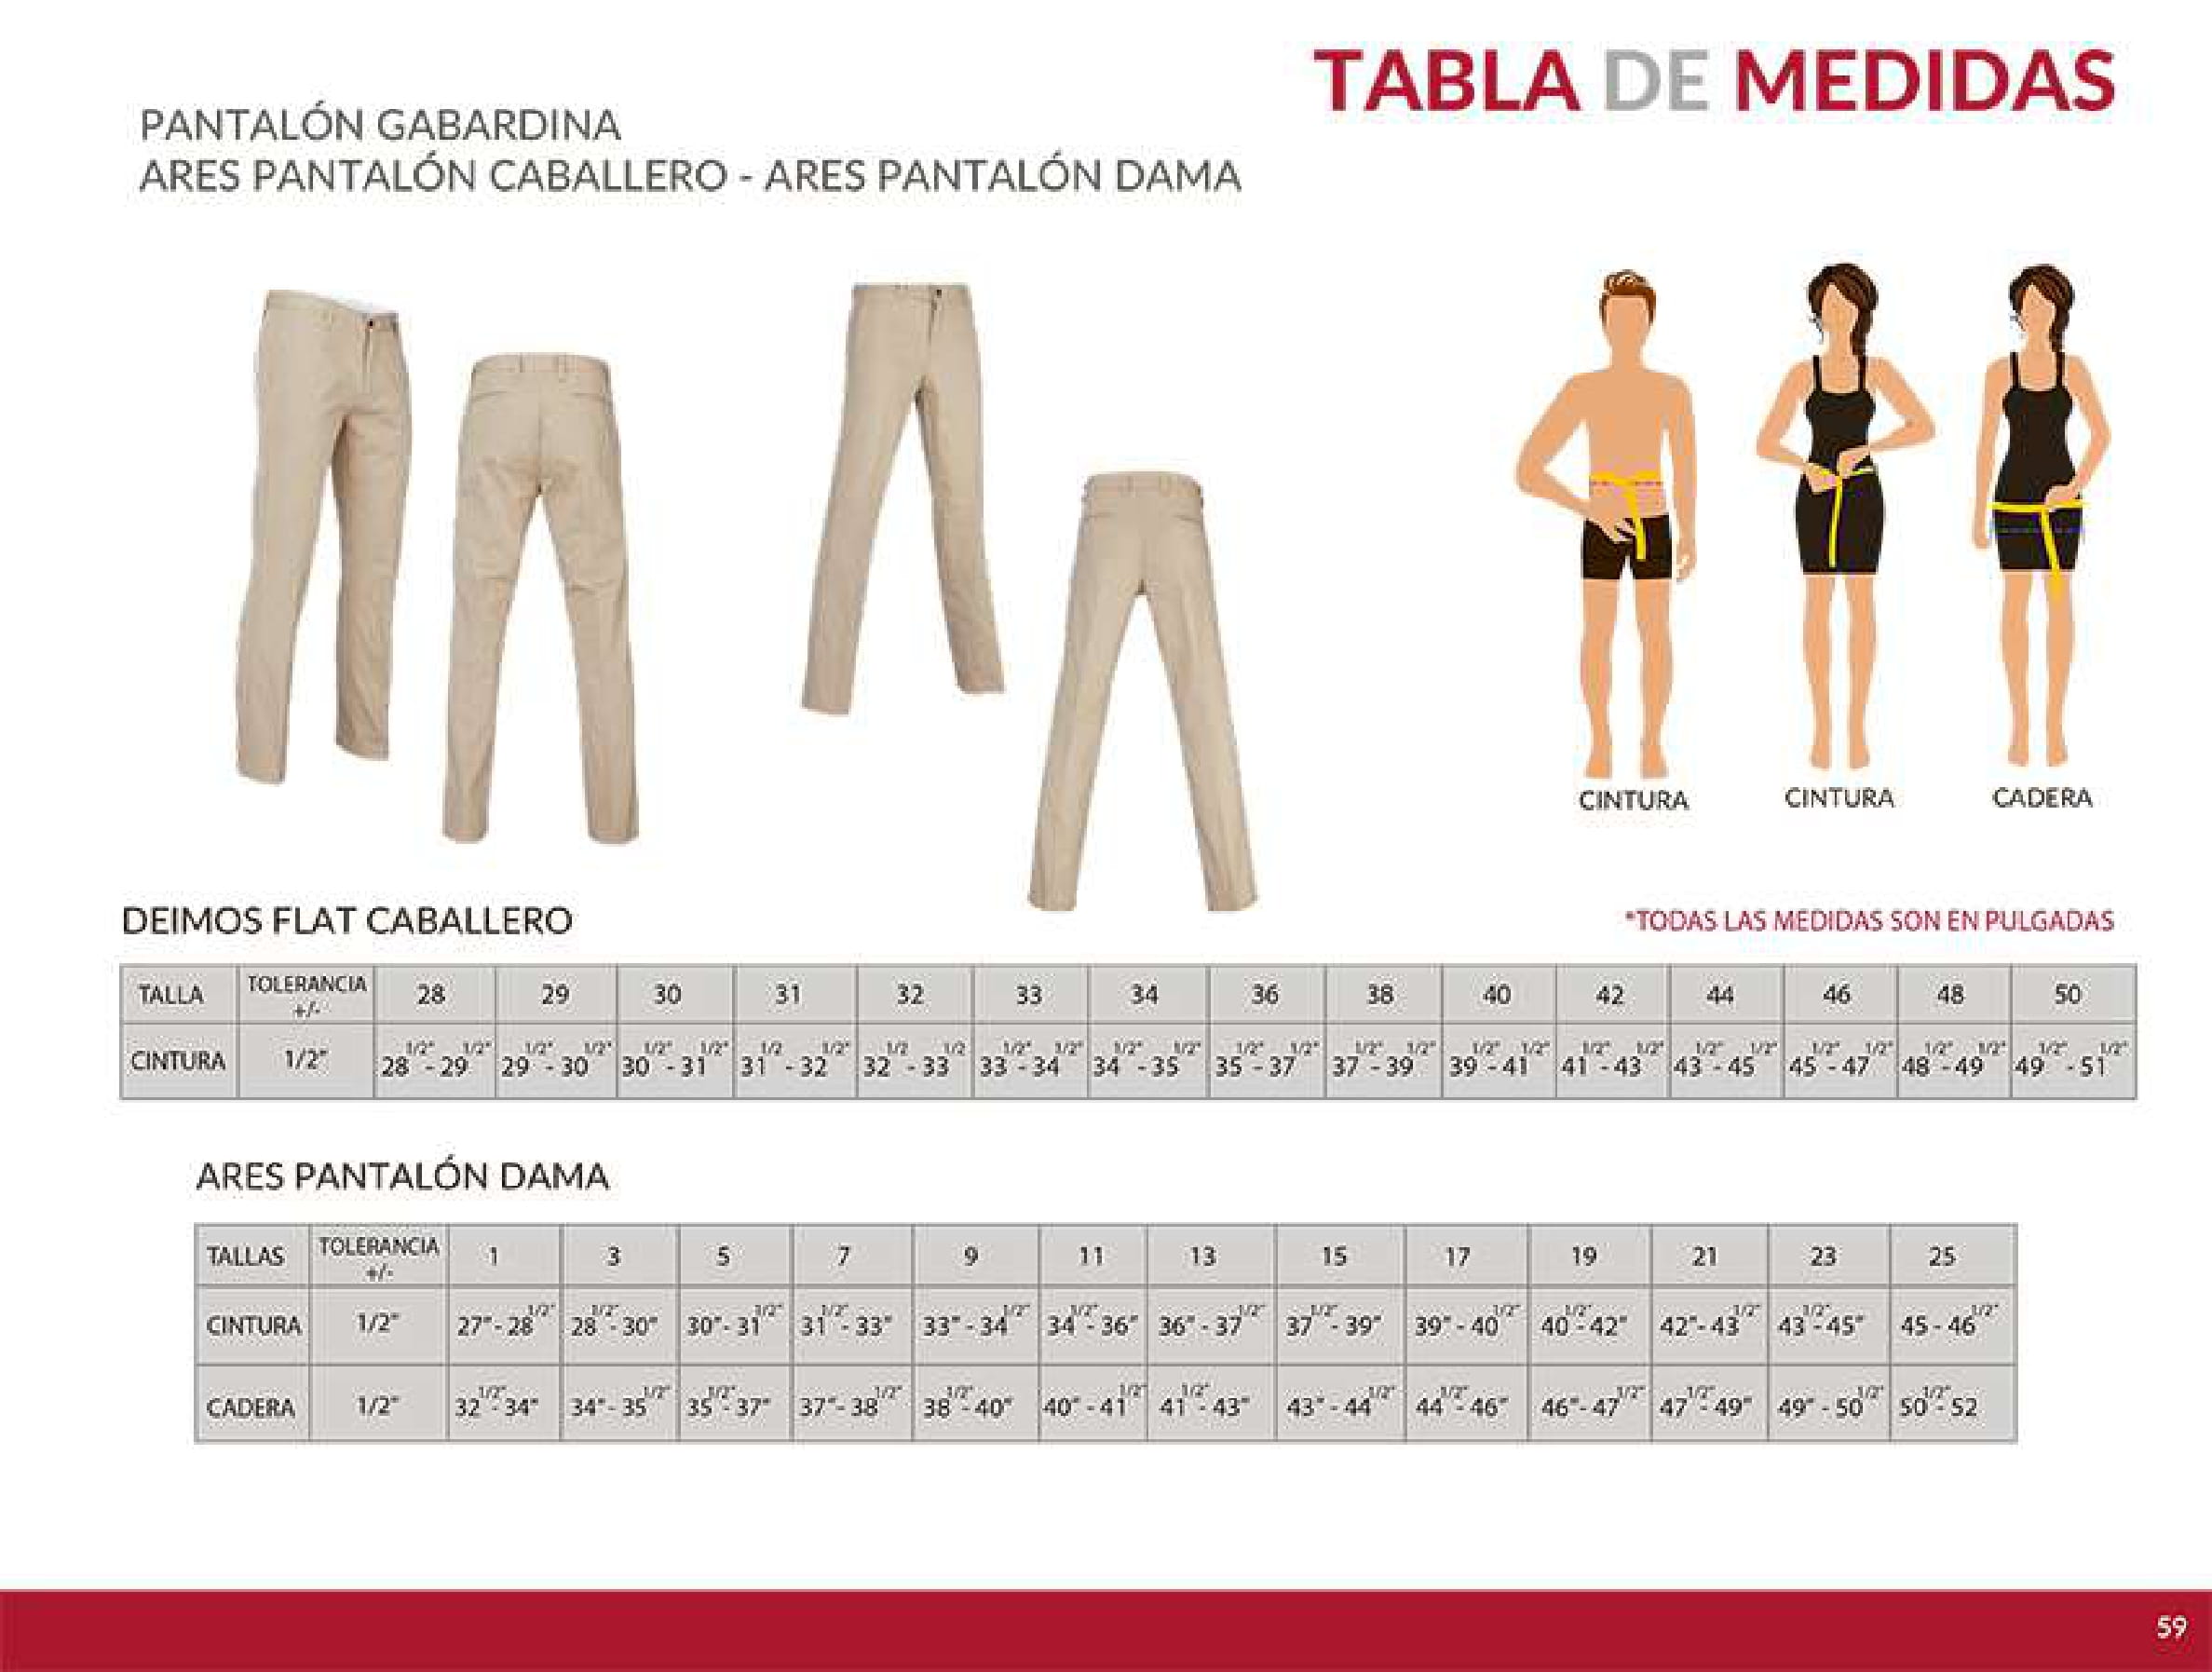 TABLA DE MEDIDAS
PANTALÓN GABARDINA
ARES PANTALÓN CABALLERO - ARES PANTALÓN DAMA
CINTURA CINTURA CADERA
DEIMOS FLAT CABALLERO
*TODAS LAS MEDIDAS SON EN PULGADAS
TALLA TOLERANCIA +/- 28 29 30 31 32 33 34 36 38 40 42 44 46 48 50
CINTURA 1/2" 28 1/2" - 29 1/2" 29 1/2" - 30 1/2" 30 1/2" - 31 1/2" 31 1/2 - 32 1/2" 32 1/2 - 33 1/2 33 1/2" - 34 1/2" 34 1/2" - 35 1/2" 35 1/2" - 37 1/2" 37 1/2" - 39 1/2" 39 1/2" - 41 1/2" 41 1/2" - 43 1/2" 43 1/2" - 45 1/2" 45 1/2" - 47 1/2" 48 1/2" - 49 1/2" 49 1/2" - 51 1/2"
ARES PANTALÓN DAMA
TALLAS TOLERANCIA +/- 1 3 5 7 9 11 13 15 17 19 21 23 25
CINTURA 1/2" 27" - 28 1/2" 28 1/2" - 30" 30" - 31 1/2" 31 1/2" - 33" 33" - 34 1/2" 34 1/2" - 36" 36" - 37 1/2" 37 1/2" - 39" 39" - 40 1/2" 40 1/2" - 42" 42" - 43 1/2" 43 1/2" - 45" 45 - 46 1/2"
CADERA 1/2" 32 1/2" - 34" 34" - 35 1/2" 35 1/2" - 37" 37" - 38 1/2" 38 1/2" - 40" 40" - 41 1/2" 41 1/2" - 43" 43" - 44 1/2" 44 1/2" - 46" 46" - 47 1/2" 47 1/2" - 49" 49" - 50 1/2" 50 1/2" - 52
59